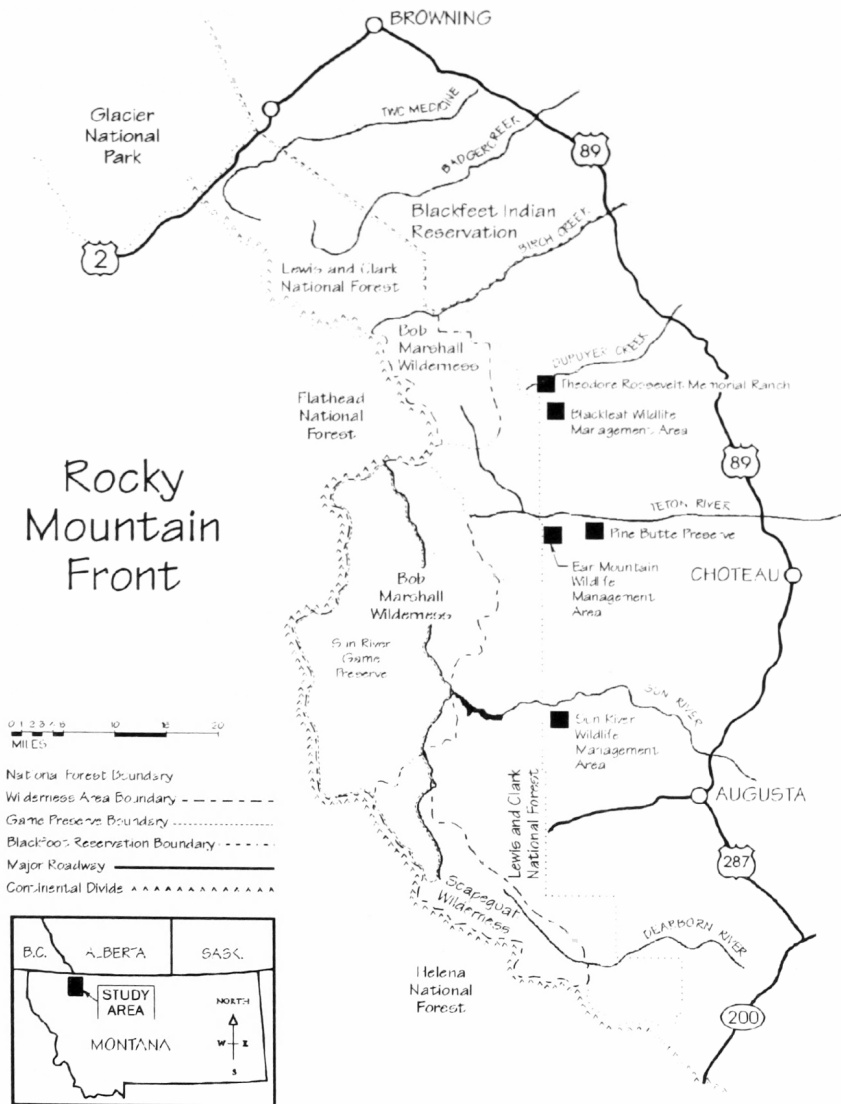 BROWNING
Glacier
National
Park
TWO MEDICINE
BADGER CREEK
89
Blackfeet Indian
Reservation
BIRCH CREEK
2
Lewis and Clark
National Forest
Bob
Marshall
Wilderness
DUPUYER CREEK
Theodore Roosevelt Memorial Ranch
Flathead
National
Forest
Blackleaf Wildlife
Management Area
89
Rocky
Mountain
Front
TETON RIVER
Pine Butte Preserve
Ear Mountain
Wildlife
Management
Area
CHOTEAU
Bob
Marshall
Wilderness
Sun River
Game
Preserve
SUN RIVER
Sun River
Wildlife
Management
Area
MILES
National Forest Boundary
Wilderness Area Boundary
Game Preserve Boundary
Blackfoot Reservation Boundary
Major Roadway
Continental Divide
Lewis and Clark
National Forest
AUGUSTA
287
Scapegoat
Wilderness
DEARBORN RIVER
Helena
National
Forest
200
B.C.
ALBERTA
SASK.
STUDY
AREA
MONTANA
NORTH
W
E
S